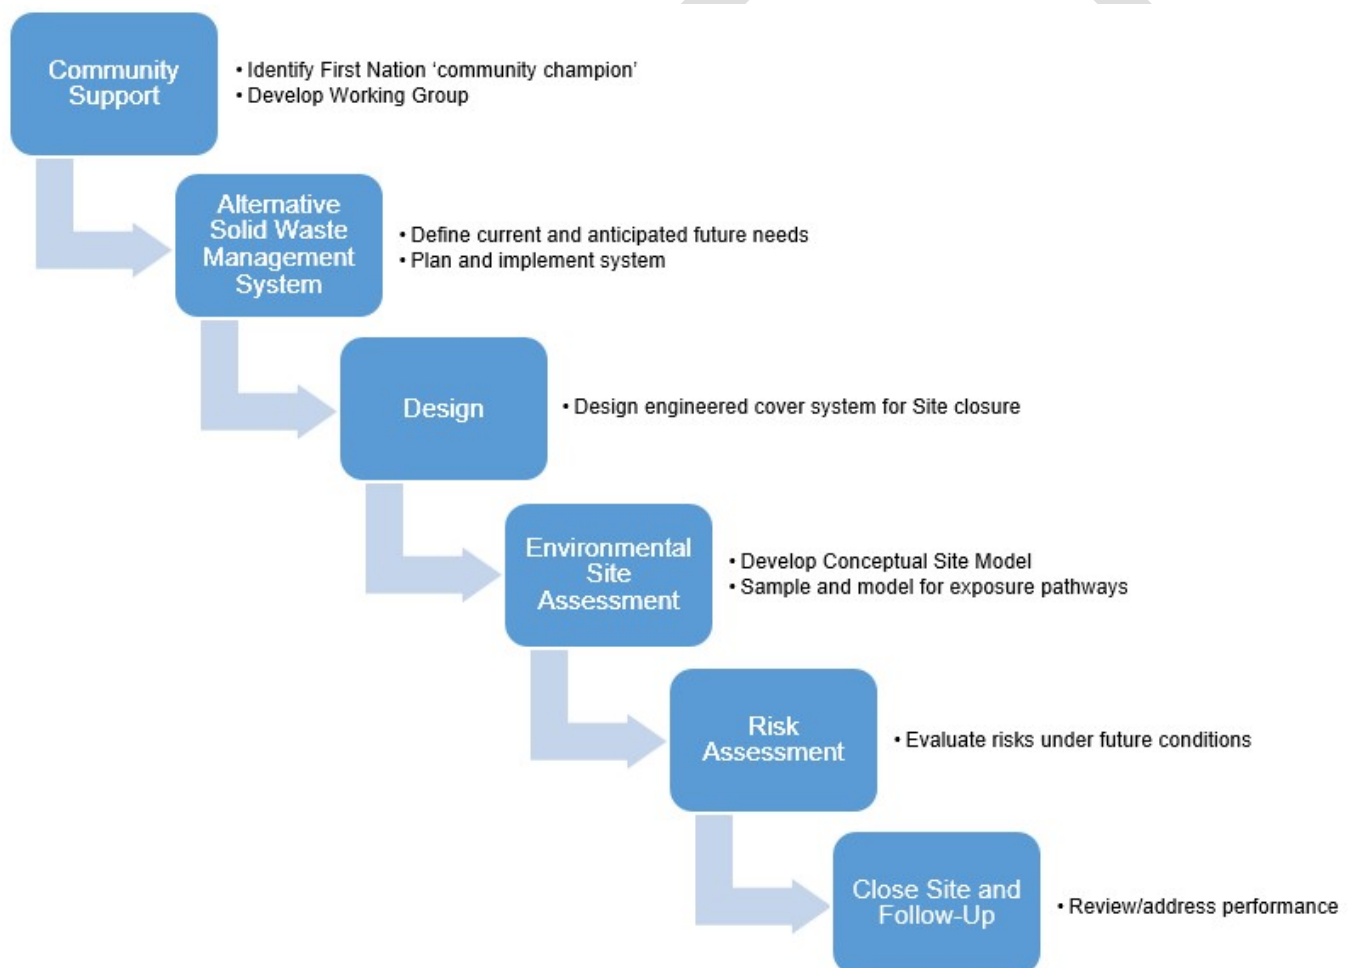 Community
Support
• Identify First Nation ‘community champion’
• Develop Working Group
Alternative
Solid Waste
Management
System
• Define current and anticipated future needs
• Plan and implement system
Design
• Design engineered cover system for Site closure
Environmental
Site
Assessment
• Develop Conceptual Site Model
• Sample and model for exposure pathways
Risk
Assessment
• Evaluate risks under future conditions
Close Site and
Follow-Up
• Review/address performance